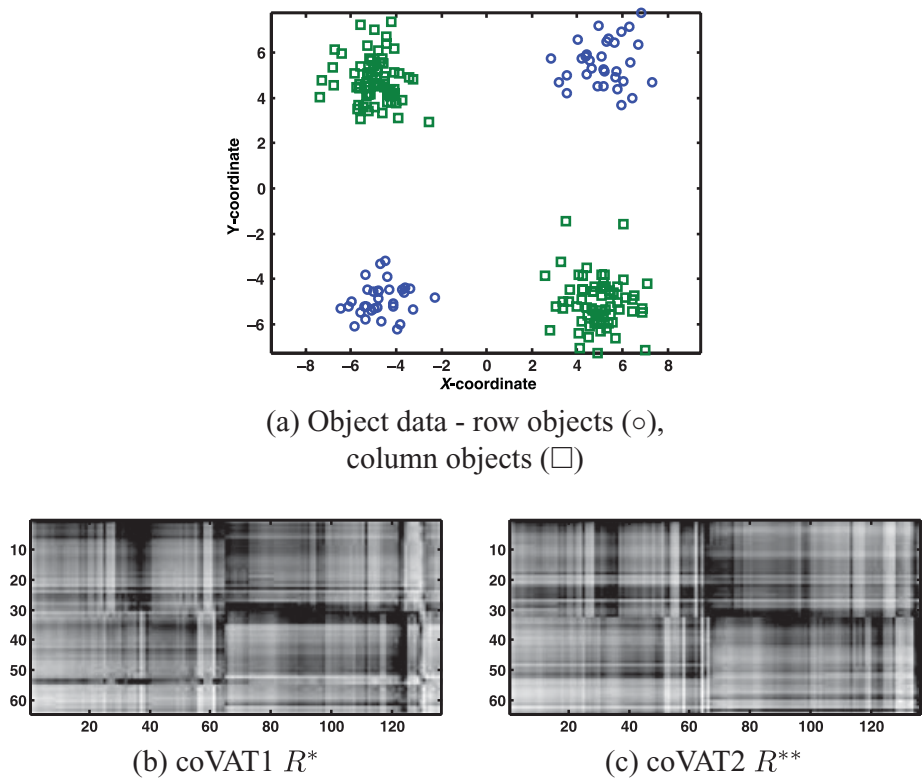 6
4
2
0
−2
−4
−6
Y-coordinate
−8 −6 −4 −2 0 2 4 6 8
X-coordinate
(a) Object data - row objects (○),
column objects (□)
10
20
30
40
50
60
20 40 60 80 100 120
(b) coVAT1 R*
10
20
30
40
50
60
20 40 60 80 100 120
(c) coVAT2 R**